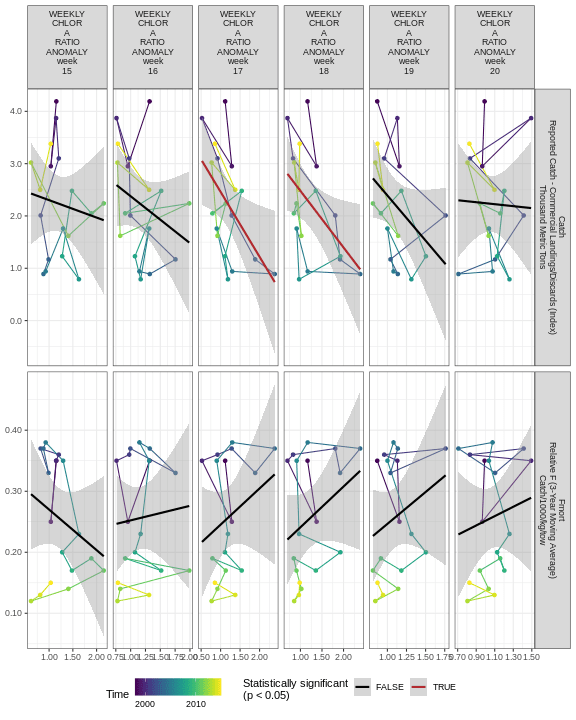 WEEKLY
CHLOR
A
RATIO
ANOMALY
week
15
WEEKLY
CHLOR
A
RATIO
ANOMALY
week
16
WEEKLY
CHLOR
A
RATIO
ANOMALY
week
17
WEEKLY
CHLOR
A
RATIO
ANOMALY
week
18
WEEKLY
CHLOR
A
RATIO
ANOMALY
week
19
WEEKLY
CHLOR
A
RATIO
ANOMALY
week
20
4.0
3.0
2.0
1.0
0.0
Catch
Reported Catch - Commercial Landings/Discards (Index)
Thousand Metric Tons
0.40
0.30
0.20
0.10
Fmort
Relative F (3-Year Moving Average)
Catch/1000/kg/tow
1.00 1.50 2.00
0.75 1.00 1.25 1.50 1.75 2.00
0.50 1.00 1.50 2.00
1.00 1.50 2.00
1.00 1.25 1.50 1.75
0.70 0.90 1.10 1.30 1.50
Time
2000 2010
Statistically significant
(p < 0.05)
FALSE
TRUE